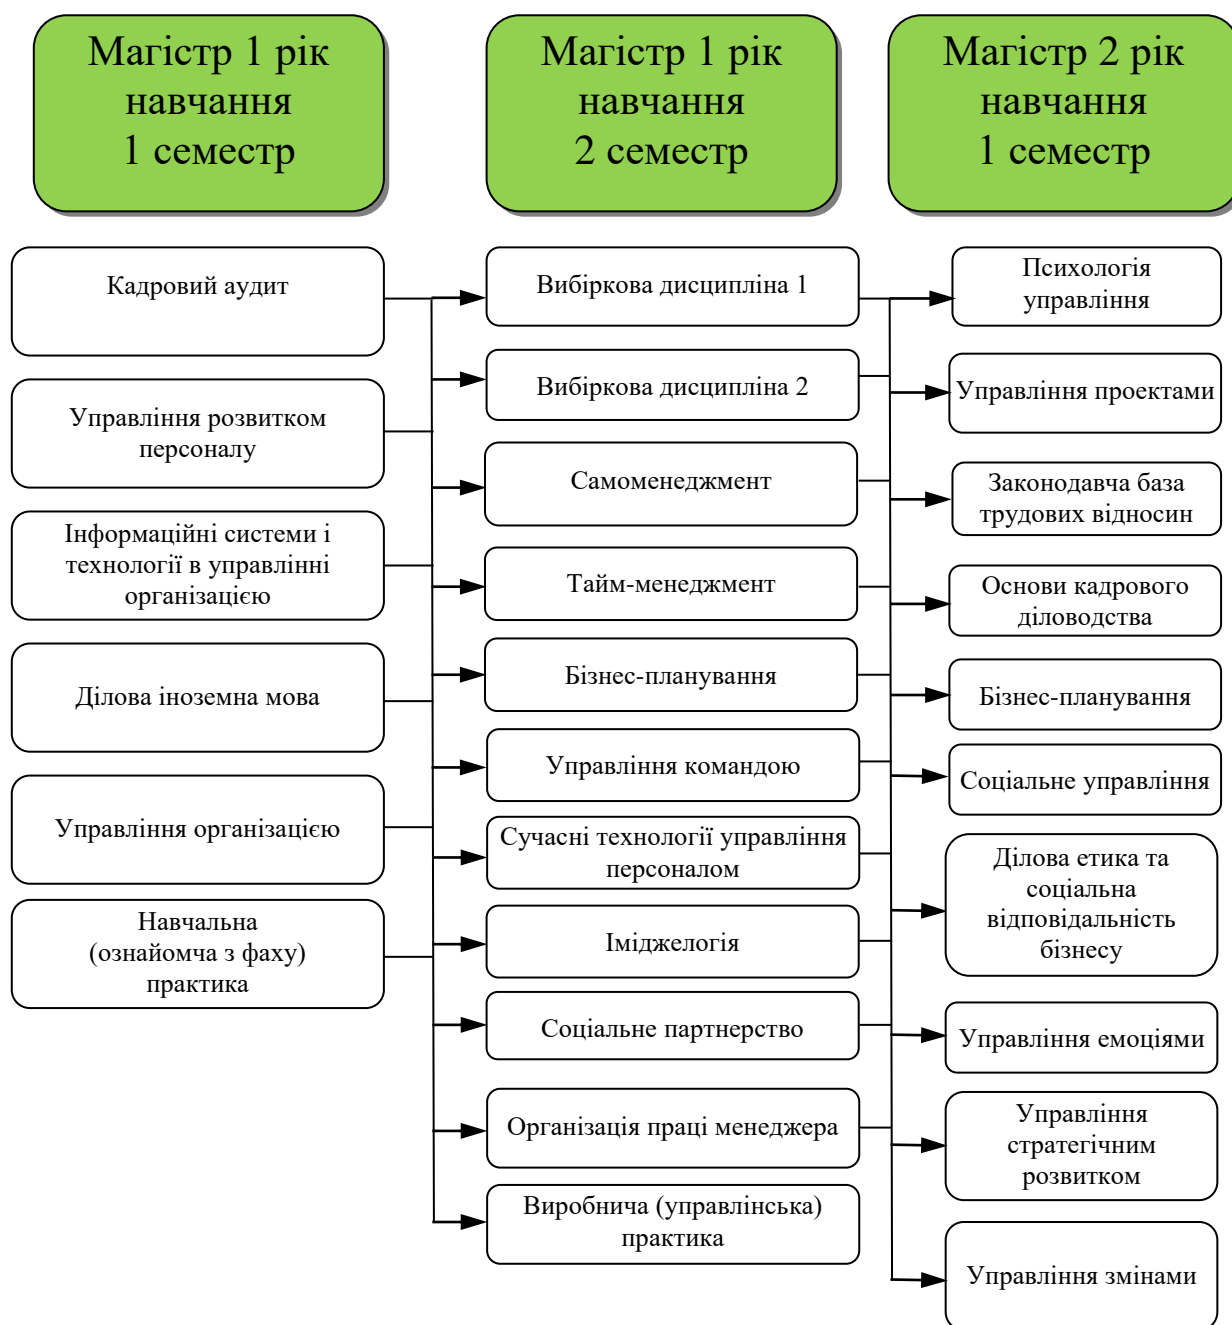 Магістр 1 рік
навчання
1 семестр
Магістр 1 рік
навчання
2 семестр
Магістр 2 рік
навчання
1 семестр
Кадровий аудит
Управління розвитком
персоналу
Інформаційні системи і
технології в управлінні
організацією
Ділова іноземна мова
Управління організацією
Навчальна
(ознайомча з фаху)
практика
Вибіркова дисципліна 1
Вибіркова дисципліна 2
Самоменеджмент
Тайм-менеджмент
Бізнес-планування
Управління командою
Сучасні технології управління
персоналом
Іміджелогія
Соціальне партнерство
Організація праці менеджера
Виробнича (управлінська)
практика
Психологія
управління
Управління проектами
Законодавча база
трудових відносин
Основи кадрового
діловодства
Бізнес-планування
Соціальне управління
Ділова етика та
соціальна
відповідальність
бізнесу
Управління емоціями
Управління
стратегічним
розвитком
Управління змінами